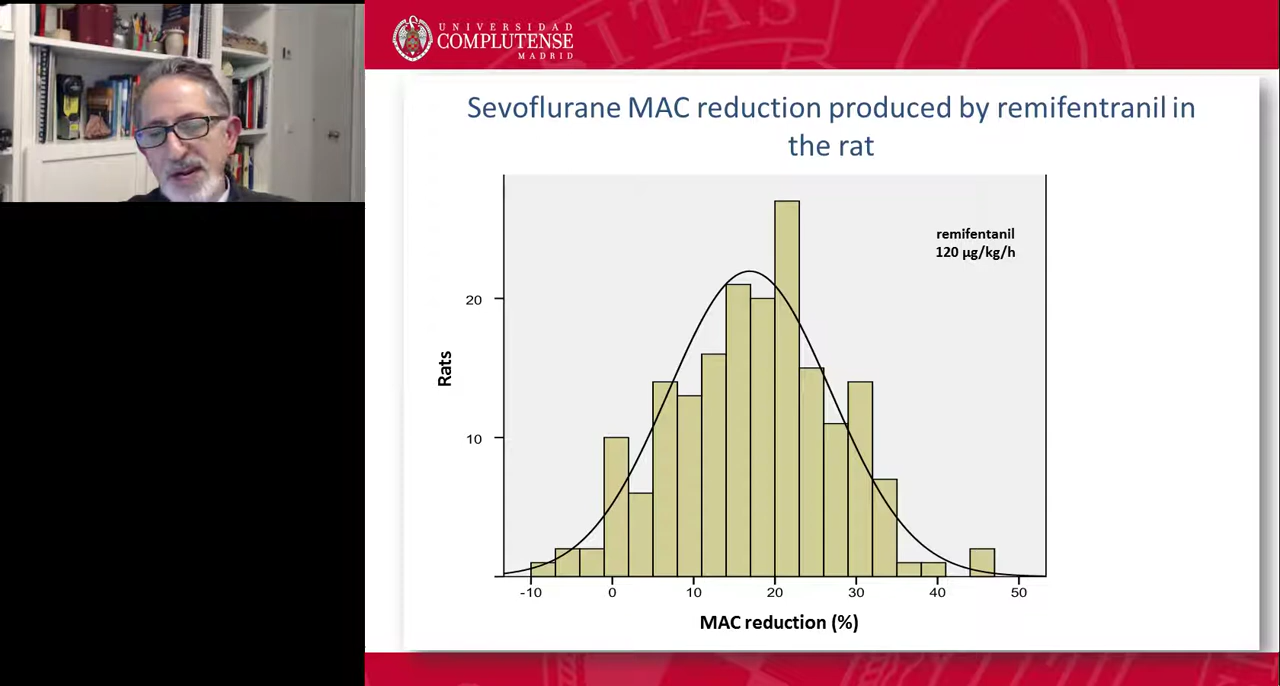 UNIVERSIDAD
COMPLUTENSE
MADRID
Sevoflurane MAC reduction produced by remifentranil in
the rat
remifentanil
120 µg/kg/h
20
10
Rats
-10 0 10 20 30 40 50
MAC reduction (%)